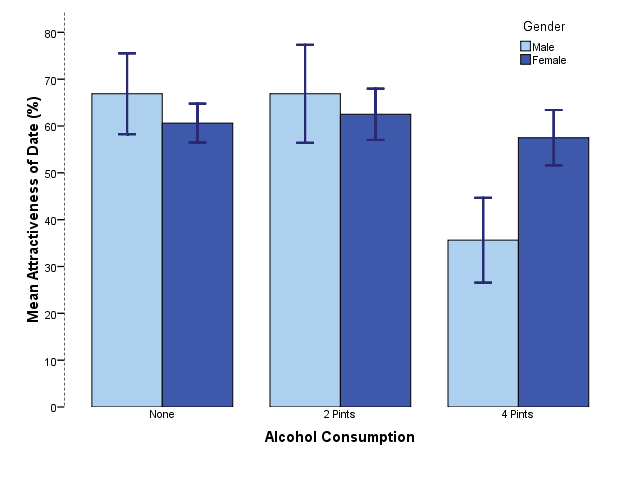 Gender
Male
Female
Mean Attractiveness of Date (%)
80
70
60
50
40
30
20
10
0
None
2 Pints
4 Pints
Alcohol Consumption